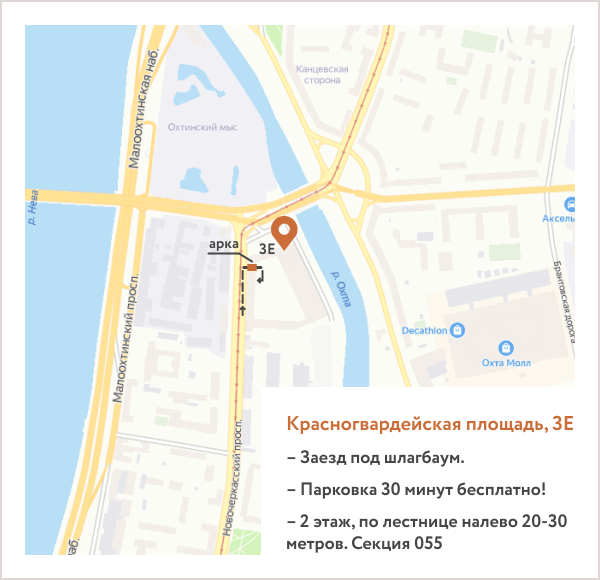 Малоохтинская наб.
Канцевская
сторона
Охтинский мыс
р. Нева
Аксель
арка
3Е
р. Охта
Брантовская дорога
Малоохтинский просп.
Decathlon
Охта Молл
Новочеркасский просп.
наб.
Красногвардейская площадь, 3Е
– Заезд под шлагбаум.
– Парковка 30 минут бесплатно!
– 2 этаж, по лестнице налево 20-30
метров. Секция 055